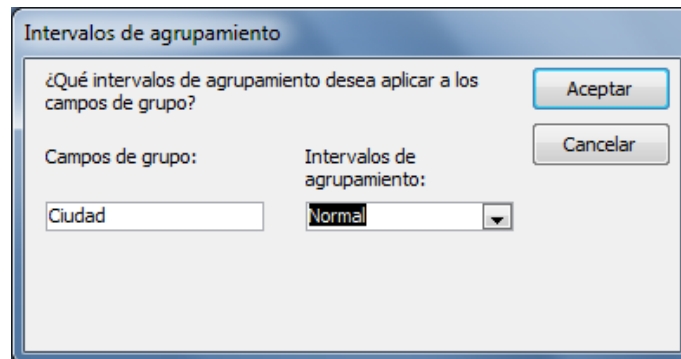 Intervalos de agrupamiento
¿Qué intervalos de agrupamiento desea aplicar a los
campos de grupo?
Aceptar
Cancelar
Campos de grupo:
Intervalos de
agrupamiento:
Ciudad
Normal